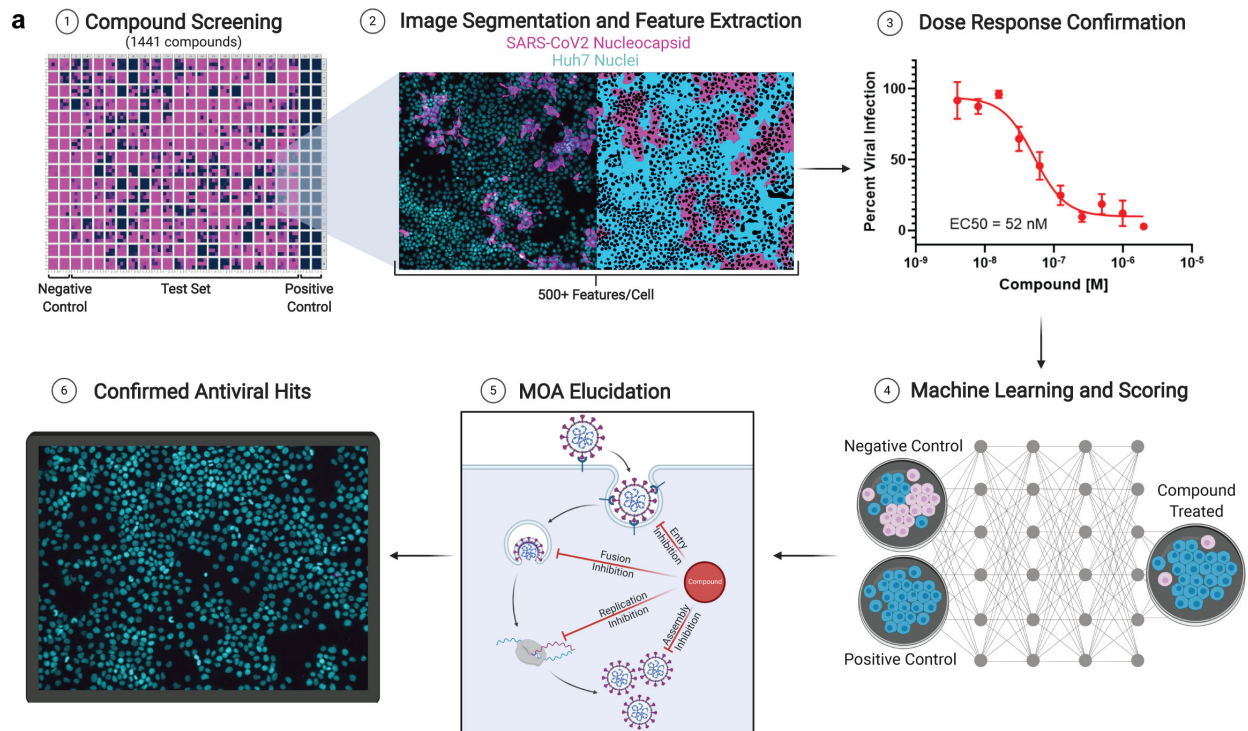 a
1 Compound Screening
(1441 compounds)
Negative
Control
Test Set
Positive
Control
2 Image Segmentation and Feature Extraction
SARS-CoV2 Nucleocapsid
Huh7 Nuclei
500+ Features/Cell
3 Dose Response Confirmation
Percent Viral Infection
100
50
0
EC50 = 52 nM
10-9
10-8
10-7
10-6
10-5
Compound [M]
4 Machine Learning and Scoring
Negative Control
Positive Control
Compound
Treated
5 MOA Elucidation
Entry
Inhibition
Fusion
Inhibition
Compound
Replication
Inhibition
Assembly
Inhibition
6 Confirmed Antiviral Hits